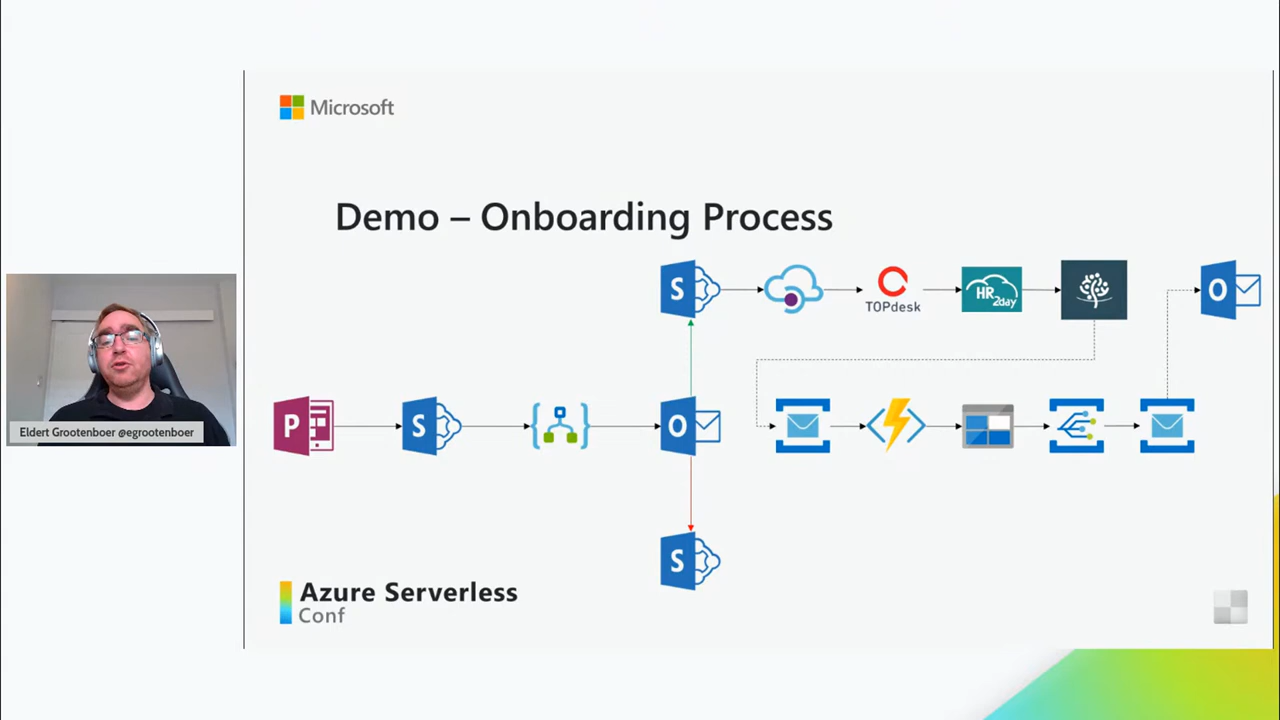 Microsoft
Demo – Onboarding Process
S
TOPdesk
HR
2day
O
P
S
O
S
Eldert Grootenboer @egrootenboer
Azure Serverless
Conf